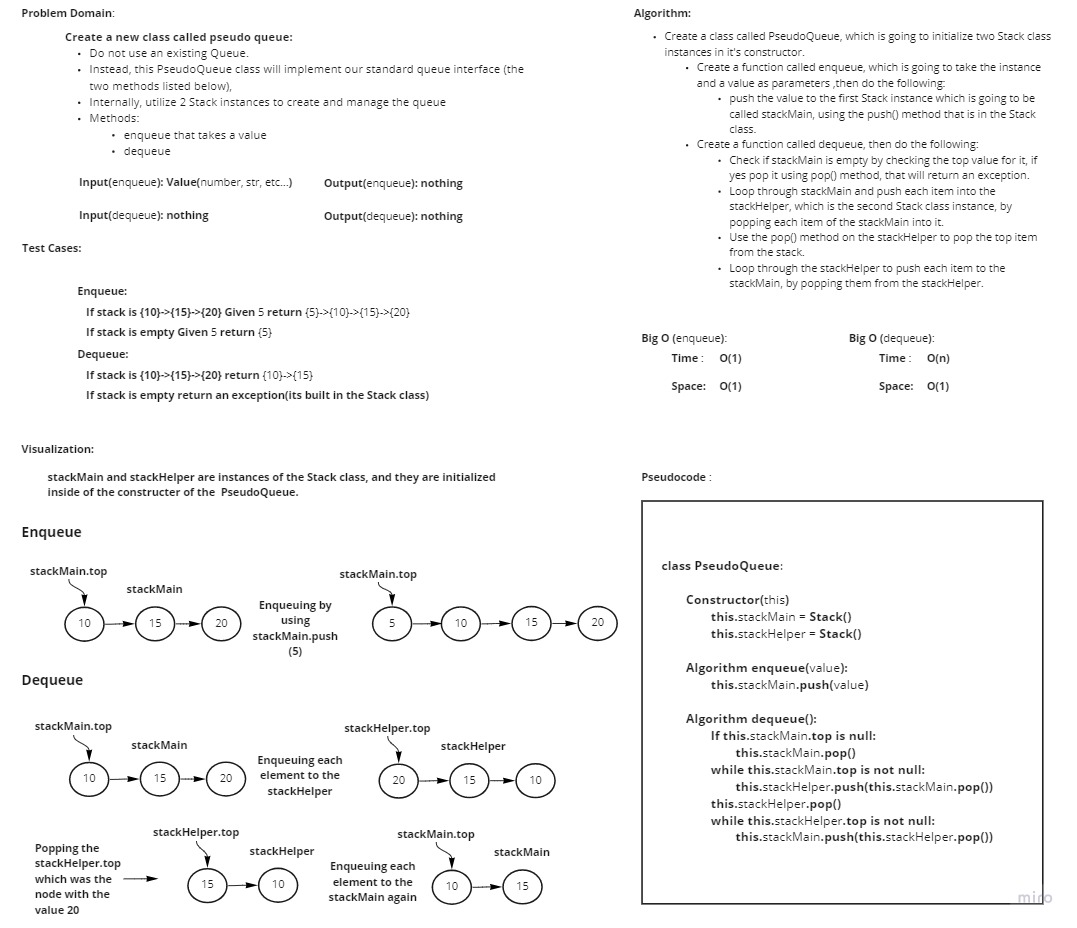 Problem Domain:
Create a new class called pseudo queue:
• Do not use an existing Queue.
• Instead, this PseudoQueue class will implement our standard queue interface (the
two methods listed below),
• Internally, utilize 2 Stack instances to create and manage the queue
• Methods:
• enqueue that takes a value
• dequeue
Input(enqueue): Value(number, str, etc...) Output(enqueue): nothing
Input(dequeue): nothing Output(dequeue): nothing
Test Cases:
Enqueue:
If stack is {10}->{15}->{20} Given 5 return {5}->{10}->{15}->{20}
If stack is empty Given 5 return {5}
Dequeue:
If stack is {10}->{15}->{20} return {10}->{15}
If stack is empty return an exception(its built in the Stack class)
Algorithm:
• Create a class called PseudoQueue, which is going to initialize two Stack class
instances in it's constructor.
• Create a function called enqueue, which is going to take the instance
and a value as parameters ,then do the following:
• push the value to the first Stack instance which is going to be
called stackMain, using the push() method that is in the Stack
class.
• Create a function called dequeue, then do the following:
• Check if stackMain is empty by checking the top value for it, if
yes pop it using pop() method, that will return an exception.
• Loop through stackMain and push each item into the
stackHelper, which is the second Stack class instance, by
popping each item of the stackMain into it.
• Use the pop() method on the stackHelper to pop the top item
from the stack.
• Loop through the stackHelper to push each item to the
stackMain, by popping them from the stackHelper.
Big O (enqueue): Big O (dequeue):
Time : O(1) Time : O(n)
Space: O(1) Space: O(1)
Visualization:
stackMain and stackHelper are instances of the Stack class, and they are initialized
inside of the constructer of the PseudoQueue.
Enqueue
stackMain.top
stackMain
10 15 20
Enqueuing by
using
stackMain.push
(5)
stackMain.top
5 10 15 20
Dequeue
stackMain.top
stackMain
10 15 20
Enqueuing each
element to the
stackHelper
stackHelper.top
stackHelper
20 15 10
Popping the
stackHelper.top
which was the
node with the
value 20
stackHelper.top
stackHelper
15 10
Enqueuing each
element to the
stackMain again
stackMain.top
stackMain
10 15
Pseudocode :
class PseudoQueue:
Constructor(this)
this.stackMain = Stack()
this.stackHelper = Stack()
Algorithm enqueue(value):
this.stackMain.push(value)
Algorithm dequeue():
If this.stackMain.top is null:
this.stackMain.pop()
while this.stackMain.top is not null:
this.stackHelper.push(this.stackMain.pop())
this.stackHelper.pop()
while this.stackHelper.top is not null:
this.stackMain.push(this.stackHelper.pop())
miro